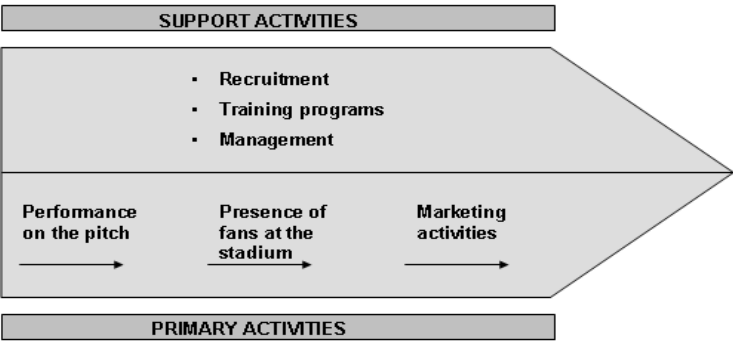 SUPPORT ACTIVITIES
▪ Recruitment
▪ Training programs
▪ Management
Performance
on the pitch
Presence of
fans at the
stadium
Marketing
activities
PRIMARY ACTIVITIES